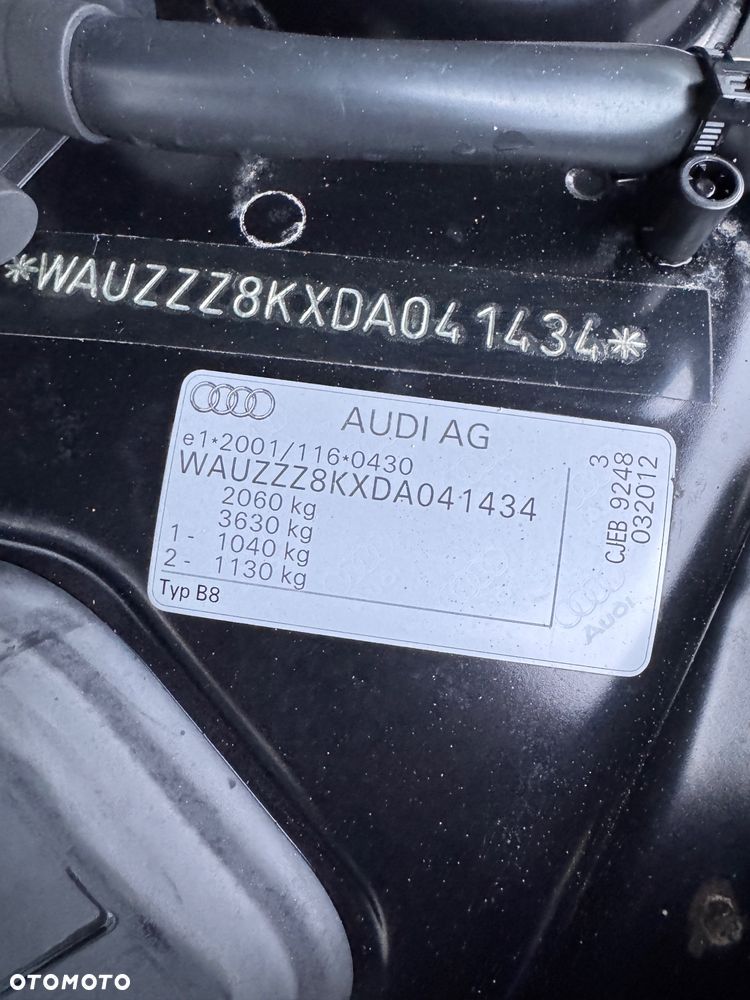 *WAUZZZ8KXDA041434*
AUDI AG
e1*2001/116*0430
WAUZZZ8KXDA041434
2060 kg
3630 kg
1 - 1040 kg
2 - 1130 kg
Typ B8
3
CJEB 9248
032012
AUDI
OTOMOTO